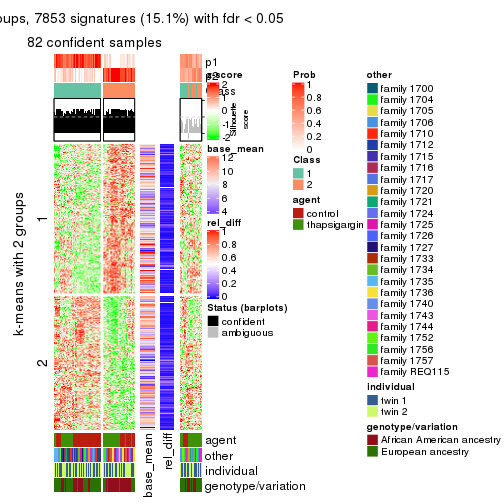 oups, 7853 signatures (15.1%) with fdr < 0.05
82 confident samples
p1
p2
Class
Silhouette
score
z-score
2
1
0
-1
-2
base_mean
12
10
8
6
4
rel_diff
1
0.8
0.6
0.4
0.2
0
Status (barplots)
confident
ambiguous
Prob
1
0.8
0.6
0.4
0.2
0
Class
1
2
agent
control
thapsigargin
other
family 1700
family 1704
family 1705
family 1706
family 1710
family 1712
family 1715
family 1716
family 1717
family 1720
family 1721
family 1724
family 1725
family 1726
family 1727
family 1733
family 1734
family 1735
family 1736
family 1740
family 1743
family 1744
family 1752
family 1756
family 1757
family REQ115
individual
twin 1
twin 2
genotype/variation
African American ancestry
European ancestry
k-means with 2 groups
1
2
agent
other
individual
genotype/variation
base_mean
rel_diff